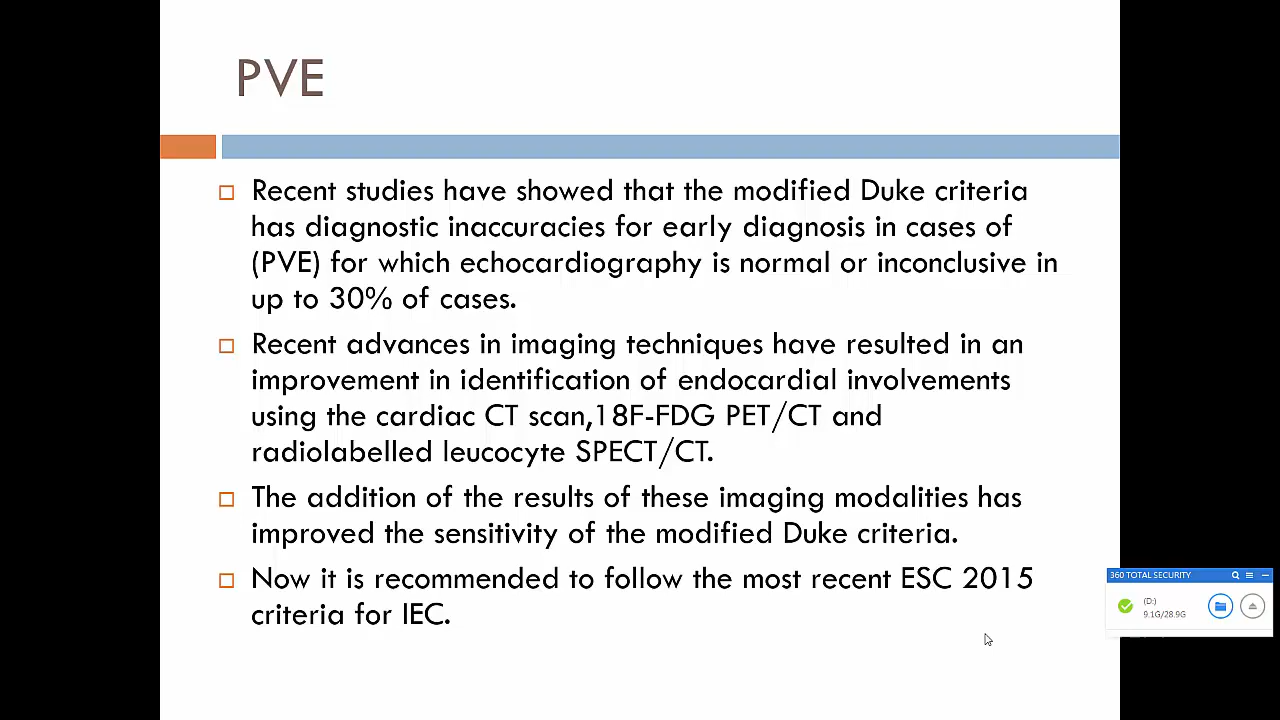 PVE
Recent studies have showed that the modified Duke criteria
has diagnostic inaccuracies for early diagnosis in cases of
(PVE) for which echocardiography is normal or inconclusive in
up to 30% of cases.
Recent advances in imaging techniques have resulted in an
improvement in identification of endocardial involvements
using the cardiac CT scan,18F-FDG PET/CT and
radiolabelled leucocyte SPECT/CT.
The addition of the results of these imaging modalities has
improved the sensitivity of the modified Duke criteria.
Now it is recommended to follow the most recent ESC 2015
criteria for IEC.
360 TOTAL SECURITY
(D:)
9.1G/28.9G